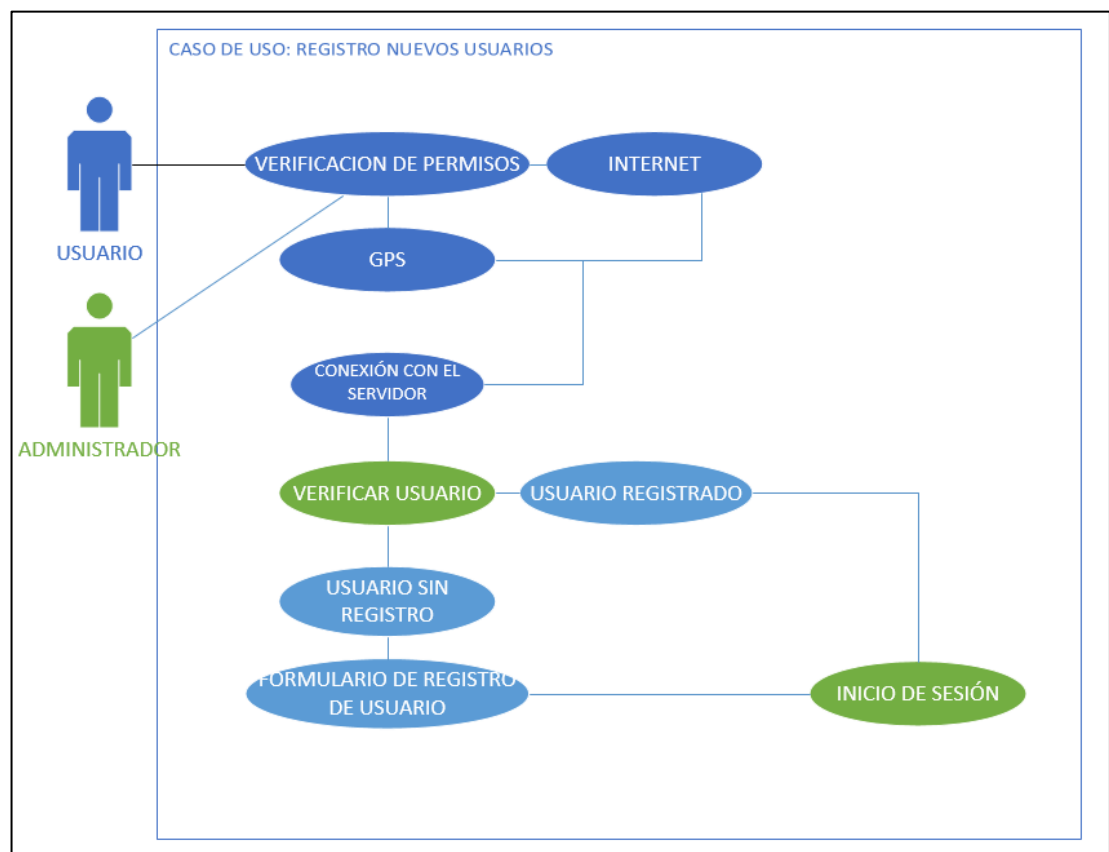 CASO DE USO: REGISTRO NUEVOS USUARIOS
VERIFICACION DE PERMISOS
INTERNET
USUARIO
GPS
CONEXIÓN CON EL
SERVIDOR
ADMINISTRADOR
VERIFICAR USUARIO
USUARIO REGISTRADO
USUARIO SIN
REGISTRO
FORMULARIO DE REGISTRO
DE USUARIO
INICIO DE SESIÓN